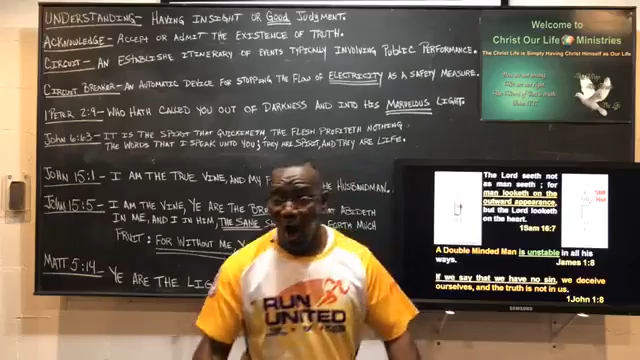 UNDERSTANDING- HAVING INSIGHT OR GOOD JUDGMENT.
ACKNOWLEDGE- ACCEPT OR ADMIT THE EXISTENCE OF TRUTH.
CIRCUIT- AN ESTABLISHE ITINERARY OF EVENTS TYPICALLY INVOLVING PUBLIC PERFORMANCE.
CIRCUIT BREAKER- AN AUTOMATIC DEVICE FOR STOPPING THE FLOW OF ELECTRICITY AS A SAFETY MEASURE.
1 PETER 2:9- WHO HATH CALLED YOU OUT OF DARKNESS AND INTO HIS MARVELOUS LIGHT.
JOHN 6:63- IT IS THE SPIRIT THAT QUICKENETH THE FLESH PROFITETH NOTHING
THE WORDS THAT I SPEAK UNTO YOU; THEY ARE SPIRIT, AND THEY ARE LIFE.
JOHN 15:1- I AM THE TRUE VINE, AND MY HUSBANDMAN.
JOHN 15:5- I AM THE VINE, YE ARE THE ABIDETH
IN ME, AND I IN HIM, THE SAME FORTH MUCH
FRUIT: FOR WITHOUT ME
MATT 5:14- YE ARE THE
Welcome to
Christ Our Life Ministries
The Christ Life is Simply Having Christ Himself as Our Life
The Lord seeth not
as man seeth; for
man looketh on the
outward appearance,
but the Lord looketh
on the heart.
1Sam 16:7
A Double Minded Man is unstable in all his
ways.
James 1:8
If we say that we have no sin, we deceive
ourselves, and the truth is not in us.
1John 1:8
SAMSUNG
RUN
UNITED